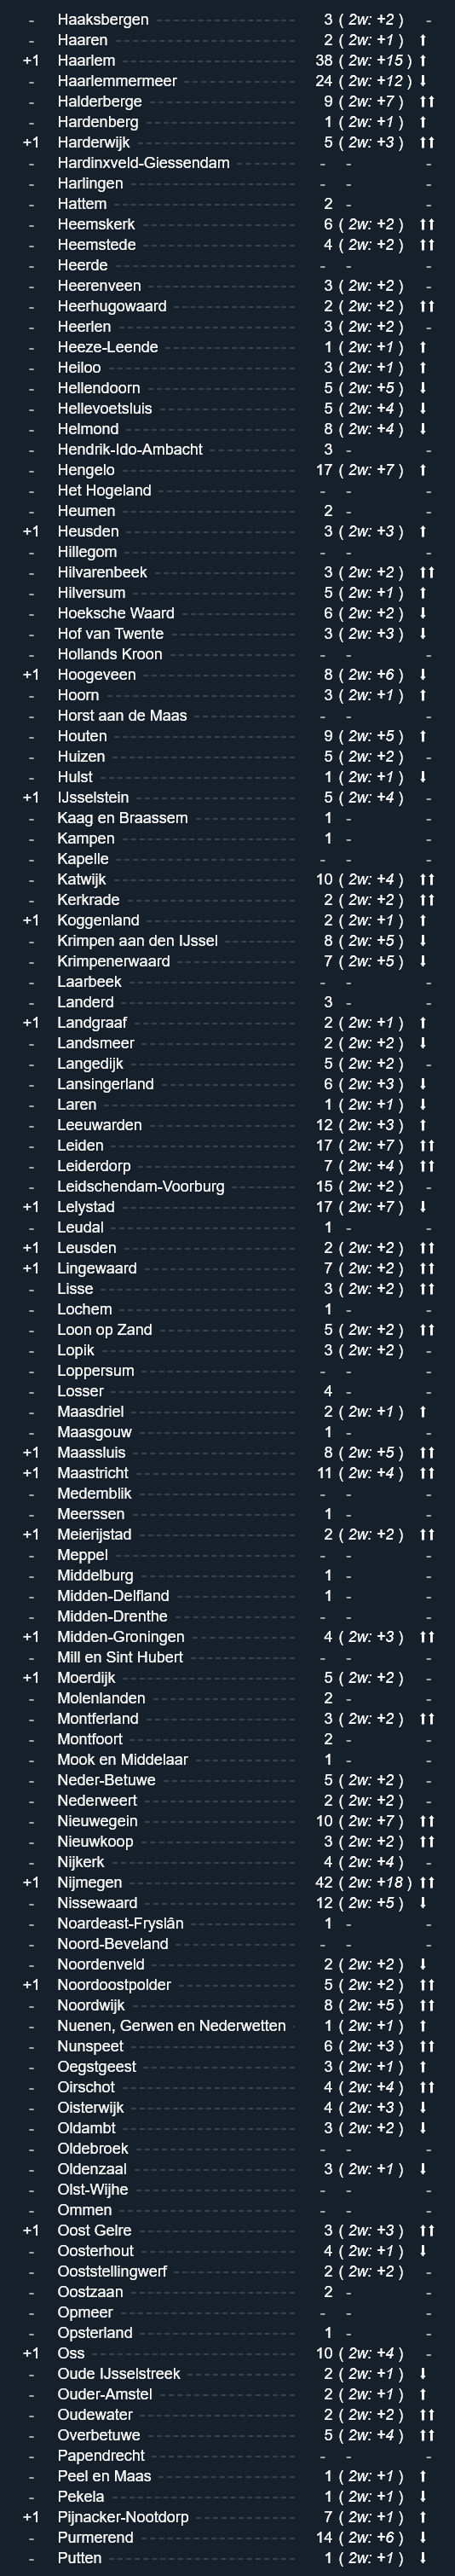 - Haaksbergen 3 ( 2w: +2 ) -
- Haaren 2 ( 2w: +1 ) ⬆
+1 Haarlem 38 ( 2w: +15 ) ⬆
- Haarlemmermeer 24 ( 2w: +12 ) ⬇
- Halderberge 9 ( 2w: +7 ) ⬆⬆
- Hardenberg 1 ( 2w: +1 ) ⬆
+1 Harderwijk 5 ( 2w: +3 ) ⬆⬆
- Hardinxveld-Giessendam - - -
- Harlingen - - -
- Hattem 2 - -
- Heemskerk 6 ( 2w: +2 ) ⬆⬆
- Heemstede 4 ( 2w: +2 ) ⬆⬆
- Heerde - - -
- Heerenveen 3 ( 2w: +2 ) -
- Heerhugowaard 2 ( 2w: +2 ) ⬆⬆
- Heerlen 3 ( 2w: +2 ) -
- Heeze-Leende 1 ( 2w: +1 ) ⬆
- Heiloo 3 ( 2w: +1 ) ⬆
- Hellendoorn 5 ( 2w: +5 ) ⬇
- Hellevoetsluis 5 ( 2w: +4 ) ⬇
- Helmond 8 ( 2w: +4 ) ⬇
- Hendrik-Ido-Ambacht 3 - -
- Hengelo 17 ( 2w: +7 ) ⬆
- Het Hogeland - - -
- Heumen 2 - -
+1 Heusden 3 ( 2w: +3 ) ⬆
- Hillegom - - -
- Hilvarenbeek 3 ( 2w: +2 ) ⬆⬆
- Hilversum 5 ( 2w: +1 ) ⬆
- Hoeksche Waard 6 ( 2w: +2 ) ⬇
- Hof van Twente 3 ( 2w: +3 ) ⬇
- Hollands Kroon - - -
+1 Hoogeveen 8 ( 2w: +6 ) ⬇
- Hoorn 3 ( 2w: +1 ) ⬆
- Horst aan de Maas - - -
- Houten 9 ( 2w: +5 ) ⬆
- Huizen 5 ( 2w: +2 ) -
- Hulst 1 ( 2w: +1 ) ⬇
+1 IJsselstein 5 ( 2w: +4 ) -
- Kaag en Braassem 1 - -
- Kampen 1 - -
- Kapelle - - -
- Katwijk 10 ( 2w: +4 ) ⬆⬆
- Kerkrade 2 ( 2w: +2 ) ⬆⬆
+1 Koggenland 2 ( 2w: +1 ) ⬆
- Krimpen aan den IJssel 8 ( 2w: +5 ) ⬇
- Krimpenerwaard 7 ( 2w: +5 ) ⬇
- Laarbeek - - -
- Landerd 3 - -
+1 Landgraaf 2 ( 2w: +1 ) ⬆
- Landsmeer 2 ( 2w: +2 ) ⬇
- Langedijk 5 ( 2w: +2 ) -
- Lansingerland 6 ( 2w: +3 ) ⬇
- Laren 1 ( 2w: +1 ) ⬇
- Leeuwarden 12 ( 2w: +3 ) ⬆
- Leiden 17 ( 2w: +7 ) ⬆⬆
- Leiderdorp 7 ( 2w: +4 ) ⬆⬆
- Leidschendam-Voorburg 15 ( 2w: +2 ) -
+1 Lelystad 17 ( 2w: +7 ) ⬇
- Leudal 1 - -
+1 Leusden 2 ( 2w: +2 ) ⬆⬆
+1 Lingewaard 7 ( 2w: +2 ) ⬆⬆
- Lisse 3 ( 2w: +2 ) ⬆⬆
- Lochem 1 - -
- Loon op Zand 5 ( 2w: +2 ) ⬆⬆
- Lopik 3 ( 2w: +2 ) -
- Loppersum - - -
- Losser 4 - -
- Maasdriel 2 ( 2w: +1 ) ⬆
- Maasgouw 1 - -
+1 Maassluis 8 ( 2w: +5 ) ⬆⬆
+1 Maastricht 11 ( 2w: +4 ) ⬆⬆
- Medemblik - - -
- Meerssen 1 - -
+1 Meierijstad 2 ( 2w: +2 ) ⬆⬆
- Meppel - - -
- Middelburg 1 - -
- Midden-Delfland 1 - -
- Midden-Drenthe - - -
+1 Midden-Groningen 4 ( 2w: +3 ) ⬆⬆
- Mill en Sint Hubert - - -
+1 Moerdijk 5 ( 2w: +2 ) -
- Molenlanden 2 - -
- Montferland 3 ( 2w: +2 ) ⬆⬆
- Montfoort 2 - -
- Mook en Middelaar 1 - -
- Neder-Betuwe 5 ( 2w: +2 ) -
- Nederweert 2 ( 2w: +2 ) -
- Nieuwegein 10 ( 2w: +7 ) ⬆⬆
- Nieuwkoop 3 ( 2w: +2 ) ⬆⬆
- Nijkerk 4 ( 2w: +4 ) -
+1 Nijmegen 42 ( 2w: +18 ) ⬆⬆
- Nissewaard 12 ( 2w: +5 ) ⬇
- Noardeast-Fryslân 1 - -
- Noord-Beveland - - -
- Noordenveld 2 ( 2w: +2 ) ⬇
+1 Noordoostpolder 5 ( 2w: +2 ) ⬆⬆
- Noordwijk 8 ( 2w: +5 ) ⬆⬆
- Nuenen, Gerwen en Nederwetten 1 ( 2w: +1 ) ⬆
- Nunspeet 6 ( 2w: +3 ) ⬆⬆
- Oegstgeest 3 ( 2w: +1 ) ⬆
- Oirschot 4 ( 2w: +4 ) ⬆⬆
- Oisterwijk 4 ( 2w: +3 ) ⬇
- Oldambt 3 ( 2w: +2 ) ⬇
- Oldebroek - - -
- Oldenzaal 3 ( 2w: +1 ) ⬇
- Olst-Wijhe - - -
- Ommen - - -
+1 Oost Gelre 3 ( 2w: +3 ) ⬆⬆
- Oosterhout 4 ( 2w: +1 ) ⬇
- Ooststellingwerf 2 ( 2w: +2 ) -
- Oostzaan 2 - -
- Opmeer - - -
- Opsterland 1 - -
+1 Oss 10 ( 2w: +4 ) -
- Oude IJsselstreek 2 ( 2w: +1 ) ⬇
- Ouder-Amstel 2 ( 2w: +1 ) ⬆
- Oudewater 2 ( 2w: +2 ) ⬆⬆
- Overbetuwe 5 ( 2w: +4 ) ⬆⬆
- Papendrecht - - -
- Peel en Maas 1 ( 2w: +1 ) ⬆
- Pekela 1 ( 2w: +1 ) ⬇
+1 Pijnacker-Nootdorp 7 ( 2w: +1 ) ⬆
- Purmerend 14 ( 2w: +6 ) ⬇
- Putten 1 ( 2w: +1 ) ⬇